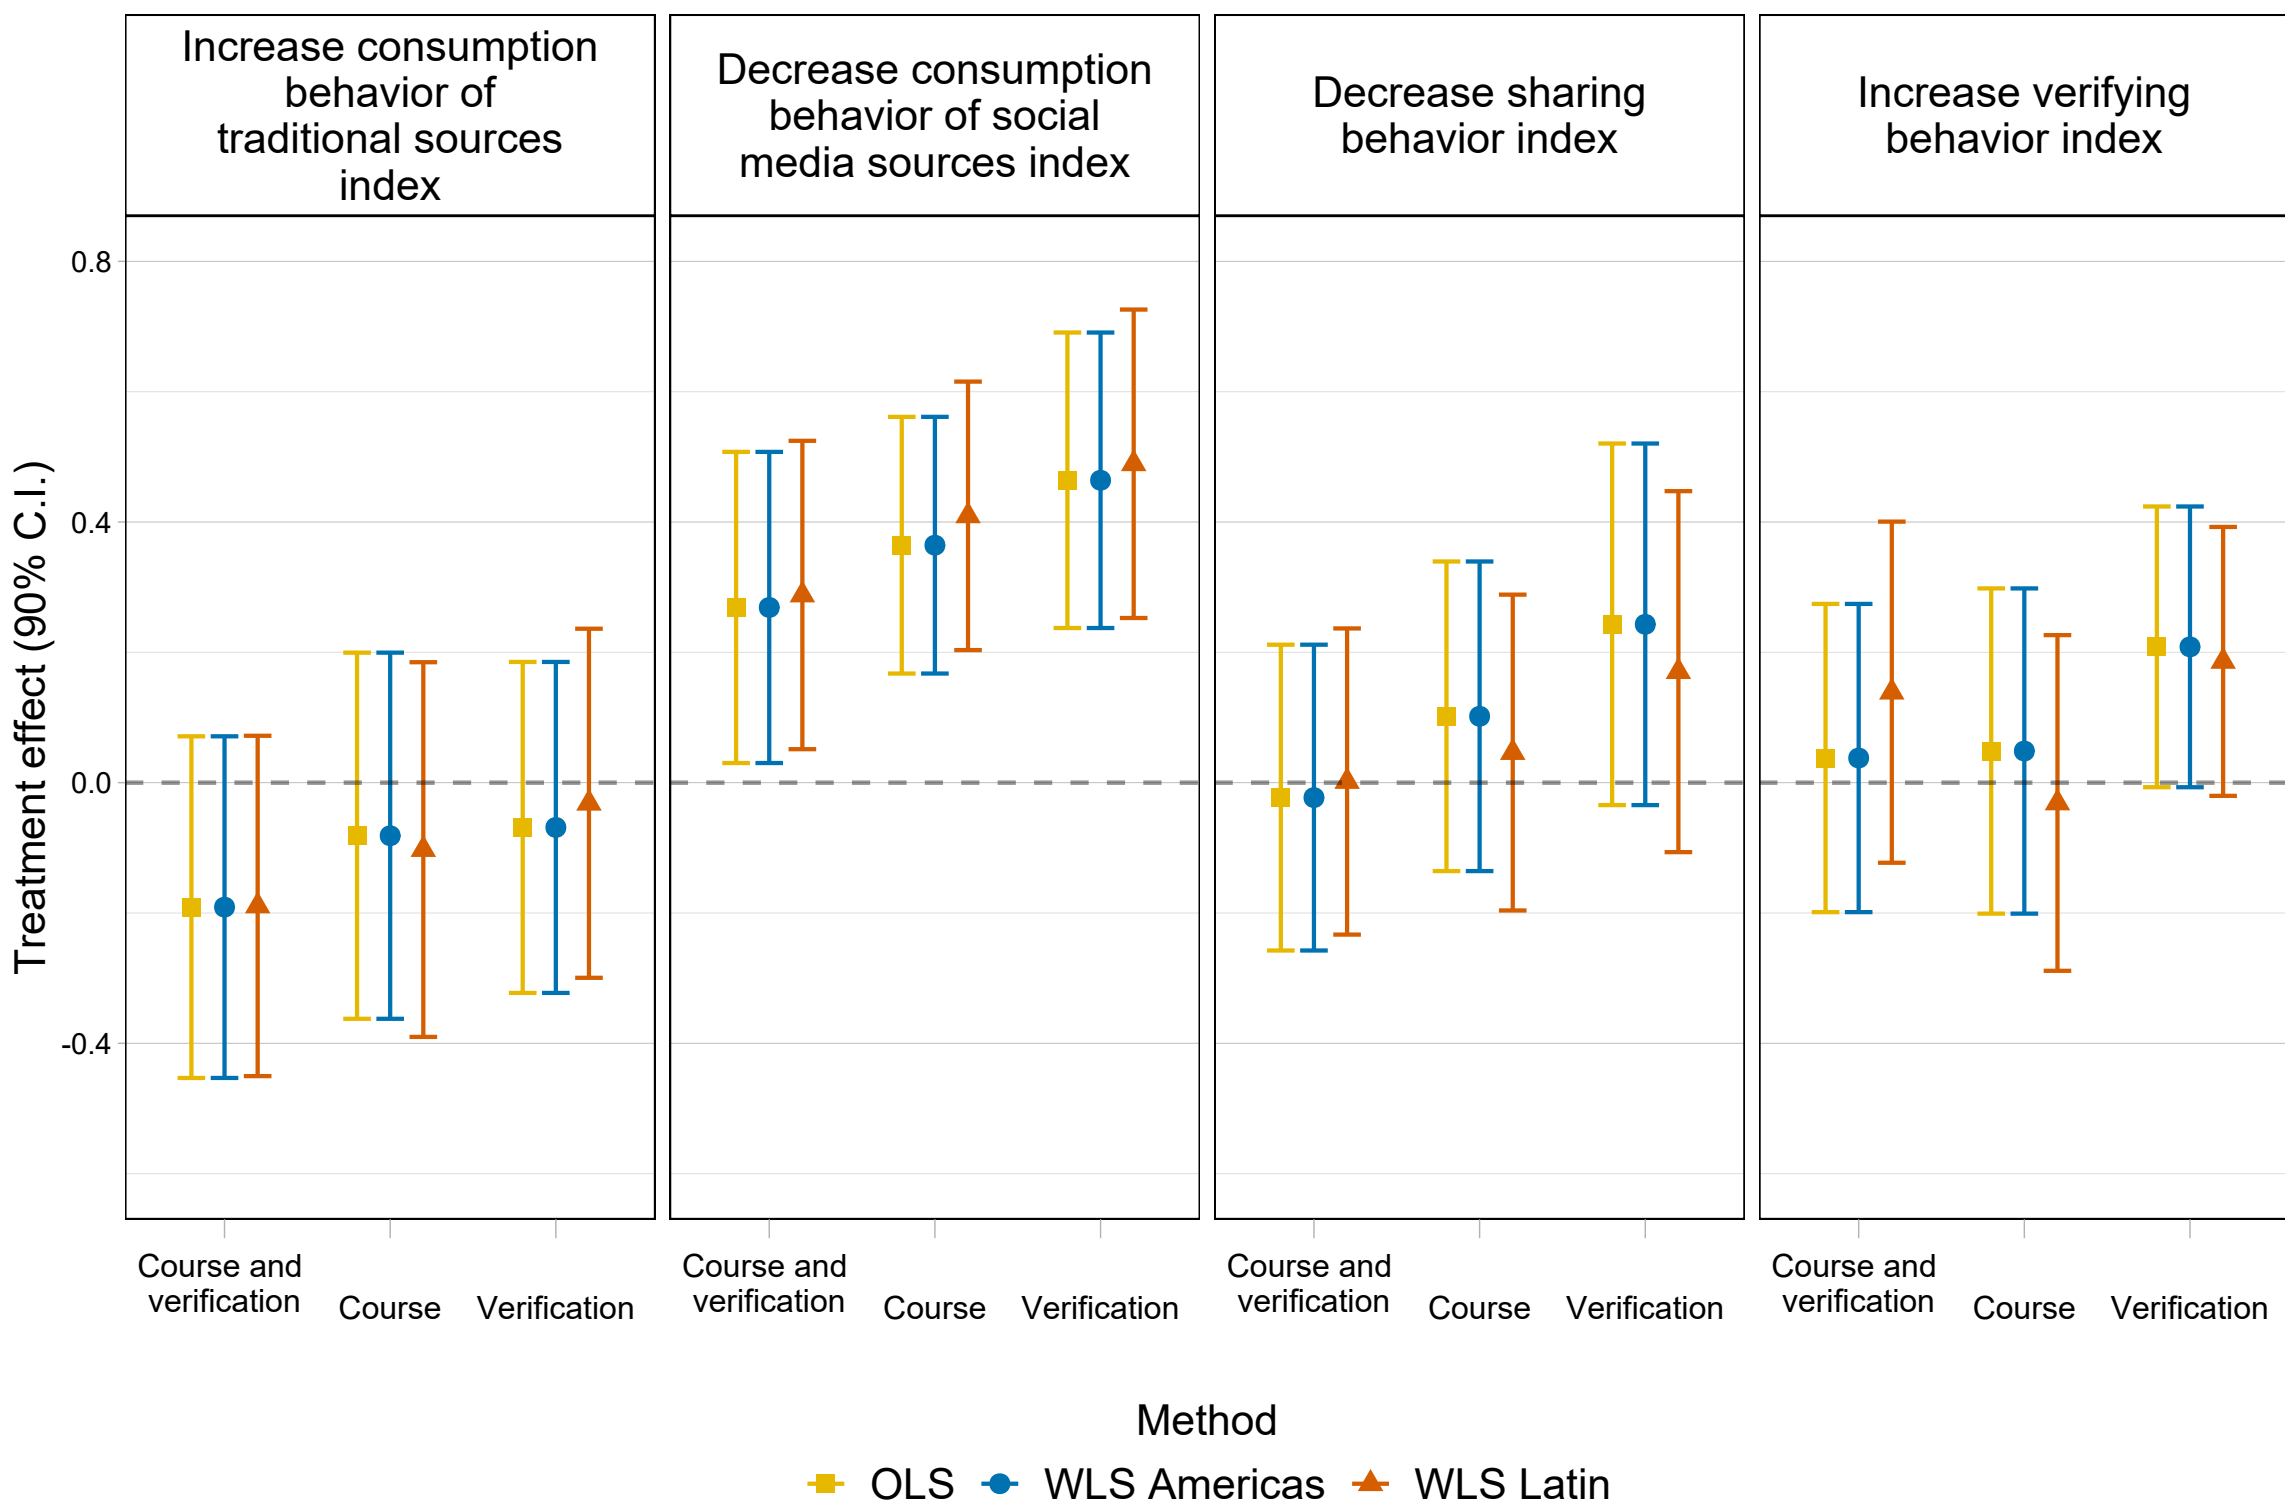 Increase consumption
behavior of
traditional sources
index
Decrease consumption
behavior of social
media sources index
Decrease sharing
behavior index
Increase verifying
behavior index
Treatment effect (90% C.I.)
0.8
0.4
0.0
-0.4
Course and
verification
Course
Verification
Course and
verification
Course
Verification
Course and
verification
Course
Verification
Course and
verification
Course
Verification
Method
OLS
WLS Americas
WLS Latin